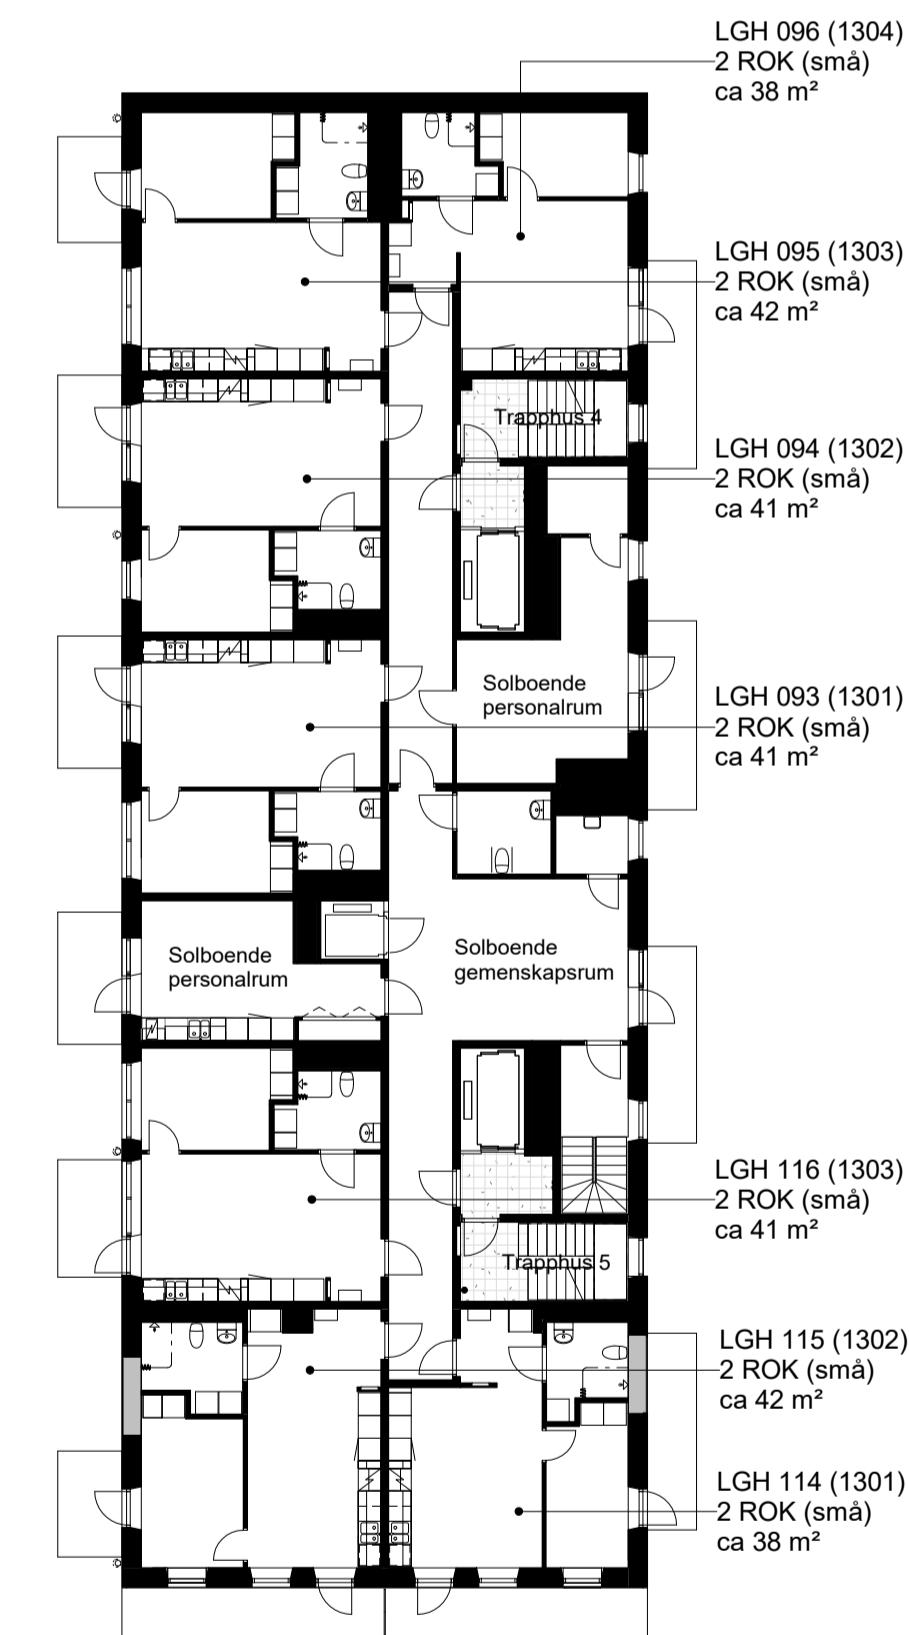 LGH 096 (1304)
2 ROK (små)
ca 38 m²
LGH 095 (1303)
2 ROK (små)
ca 42 m²
Trapphus 4
LGH 094 (1302)
2 ROK (små)
ca 41 m²
Solboende
personalrum
LGH 093 (1301)
2 ROK (små)
ca 41 m²
Solboende
personalrum
Solboende
gemenskapsrum
LGH 116 (1303)
2 ROK (små)
ca 41 m²
Trapphus 5
LGH 115 (1302)
2 ROK (små)
ca 42 m²
LGH 114 (1301)
2 ROK (små)
ca 38 m²